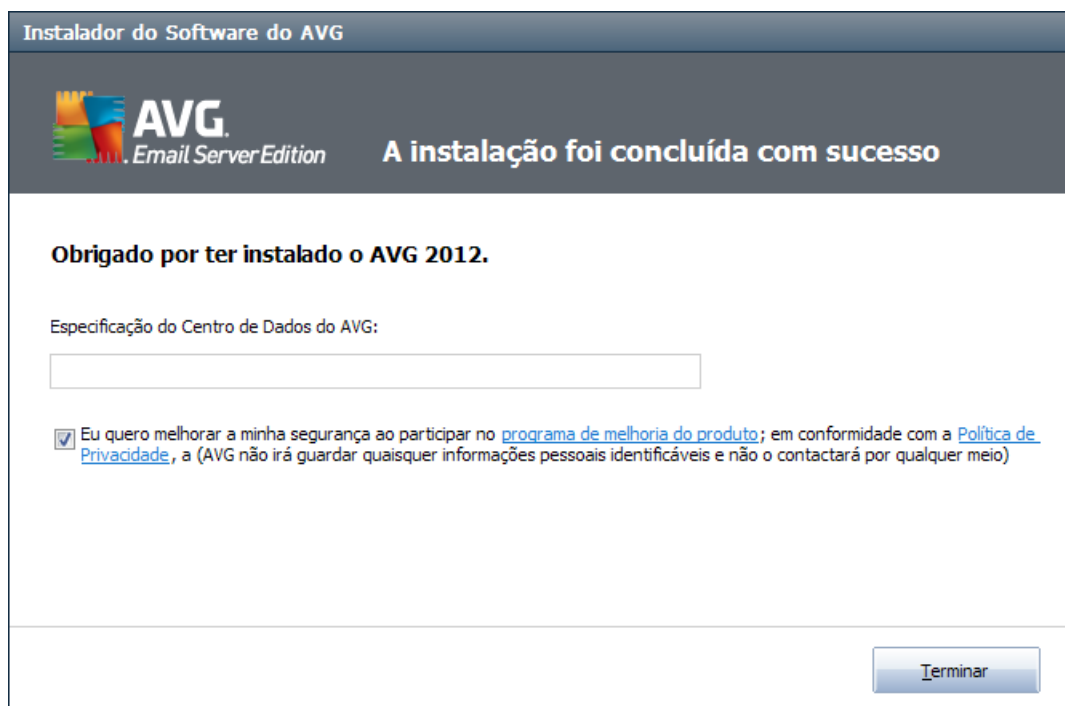 Instalador do Software do AVG
AVG.
Email Server Edition
A instalação foi concluída com sucesso
Obrigado por ter instalado o AVG 2012.
Especificação do Centro de Dados do AVG:
Eu quero melhorar a minha segurança ao participar no programa de melhoria do produto; em conformidade com a Política de
Privacidade, a (AVG não irá guardar quaisquer informações pessoais identificáveis e não o contactará por qualquer meio)
Terminar